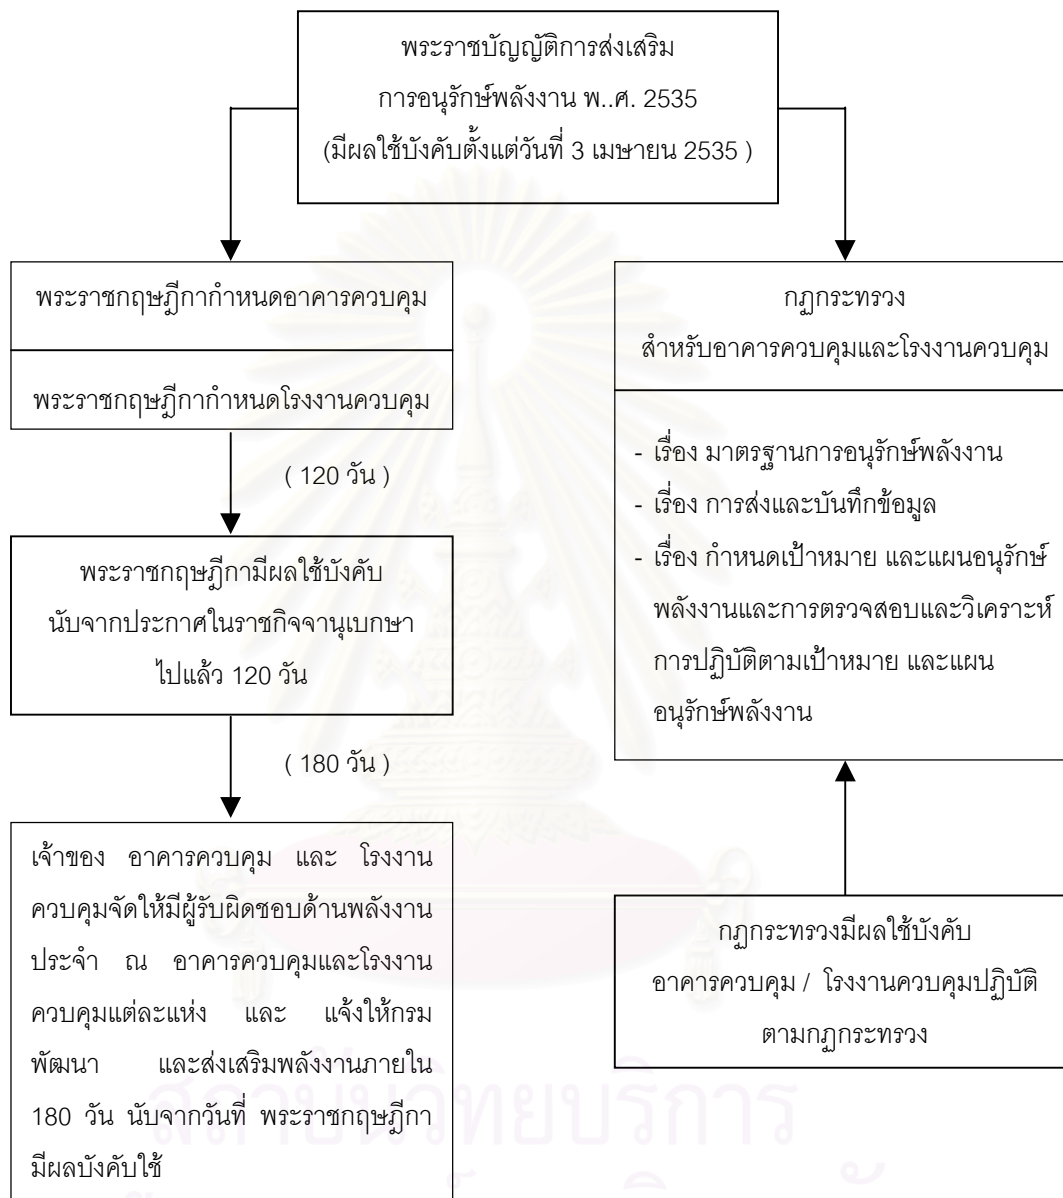 พระราชบัญญัติการส่งเสริม
การอนุรักษ์พลังงาน พ..ศ. 2535
(มีผลใช้บังคับตั้งแต่วันที่ 3 เมษายน 2535 )
พระราชกฤษฎีกากำหนดอาคารควบคุม
พระราชกฤษฎีกากำหนดโรงงานควบคุม
( 120 วัน )
พระราชกฤษฎีกามีผลใช้บังคับ
นับจากประกาศในราชกิจจานุเบกษา
ไปแล้ว 120 วัน
( 180 วัน )
เจ้าของ อาคารควบคุม และ โรงงาน
ควบคุมจัดให้มีผู้รับผิดชอบด้านพลังงาน
ประจำ ณ อาคารควบคุมและโรงงาน
ควบคุมแต่ละแห่ง และ แจ้งให้กรม
พัฒนา และส่งเสริมพลังงานภายใน
180 วัน นับจากวันที่ พระราชกฤษฎีกา
มีผลบังคับใช้
กฏกระทรวง
สำหรับอาคารควบคุมและโรงงานควบคุม
- เรื่อง มาตรฐานการอนุรักษ์พลังงาน
- เรื่อง การส่งและบันทึกข้อมูล
- เรื่อง กำหนดเป้าหมาย และแผนอนุรักษ์
พลังงานและการตรวจสอบและวิเคราะห์
การปฏิบัติตามเป้าหมาย และแผน
อนุรักษ์พลังงาน
กฏกระทรวงมีผลใช้บังคับ
อาคารควบคุม / โรงงานควบคุมปฏิบัติ
ตามกฏกระทรวง
สถาบันวิทยบริการ